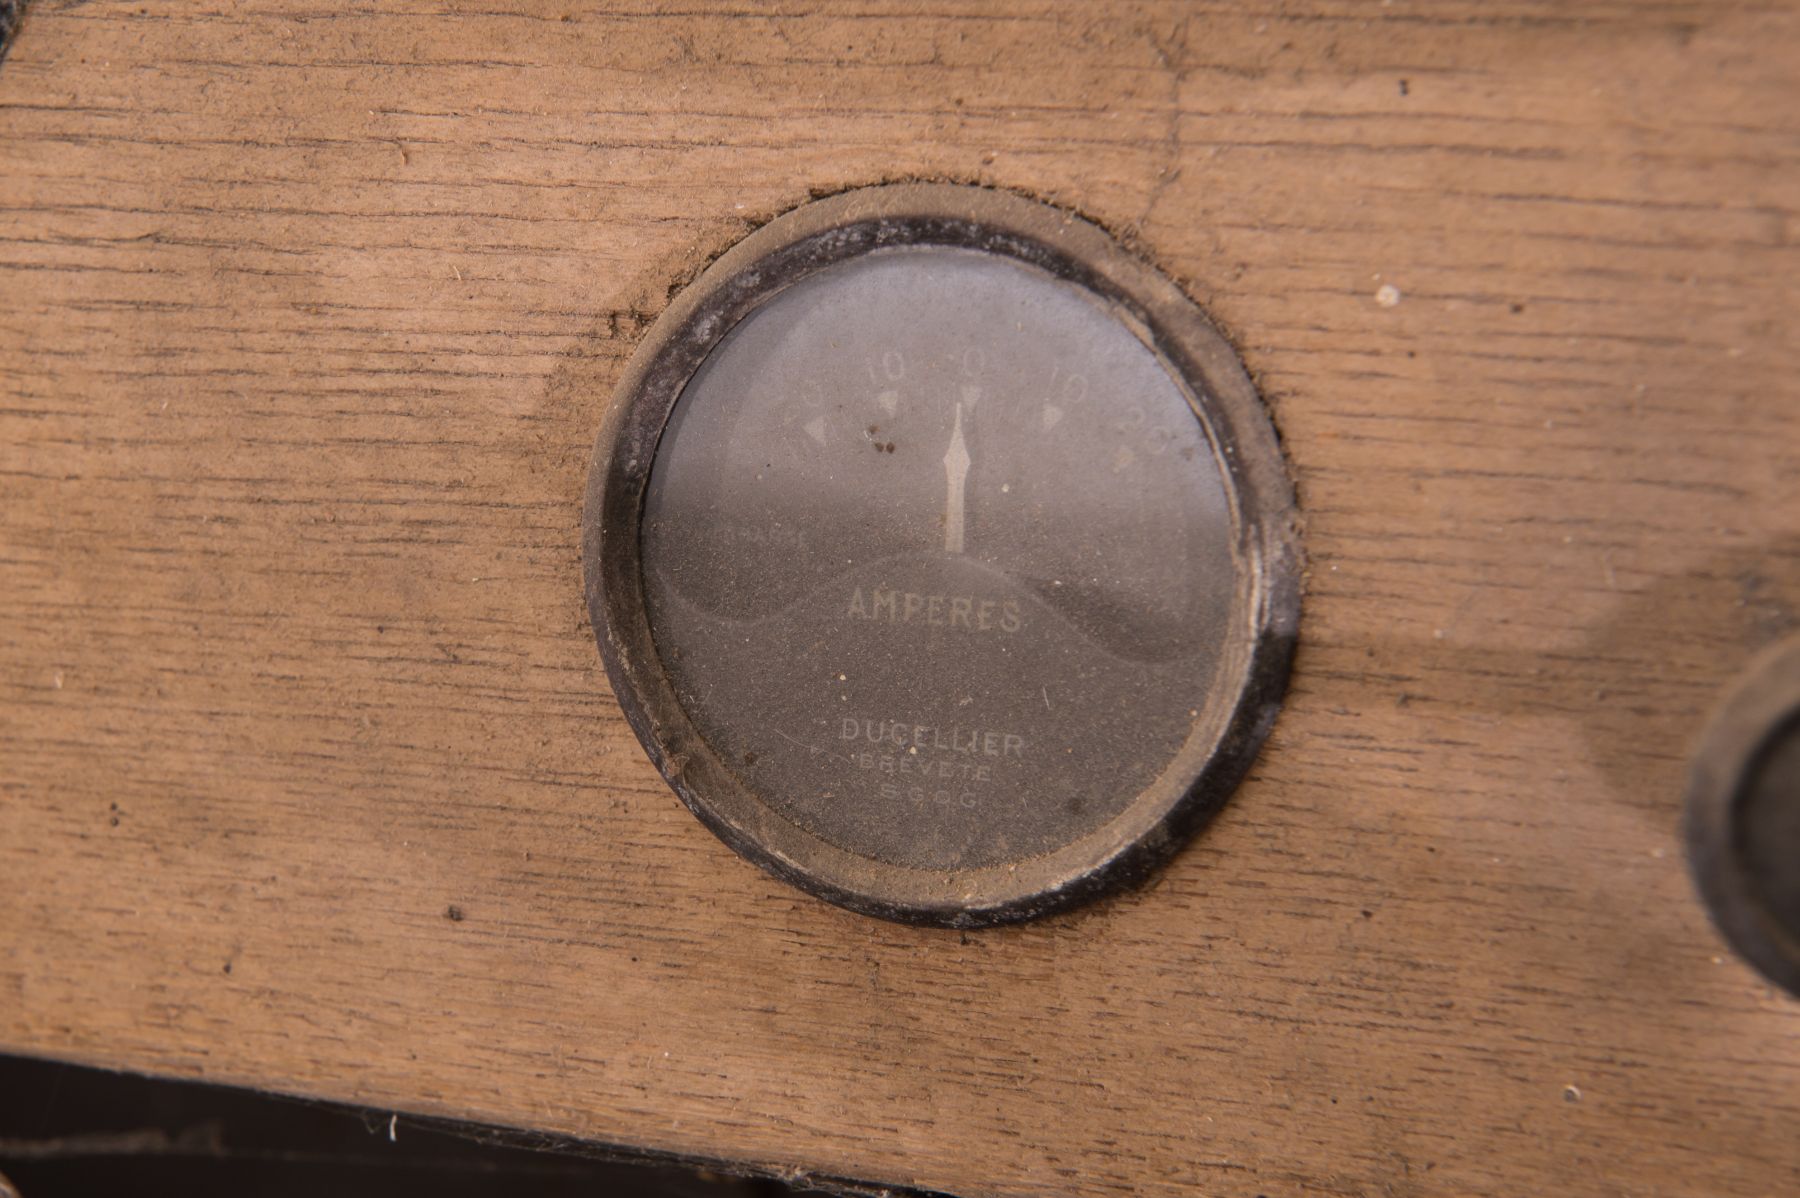 10 0 10
AMPERES
DUCELLIER
BREVETE
S.G.D.G.